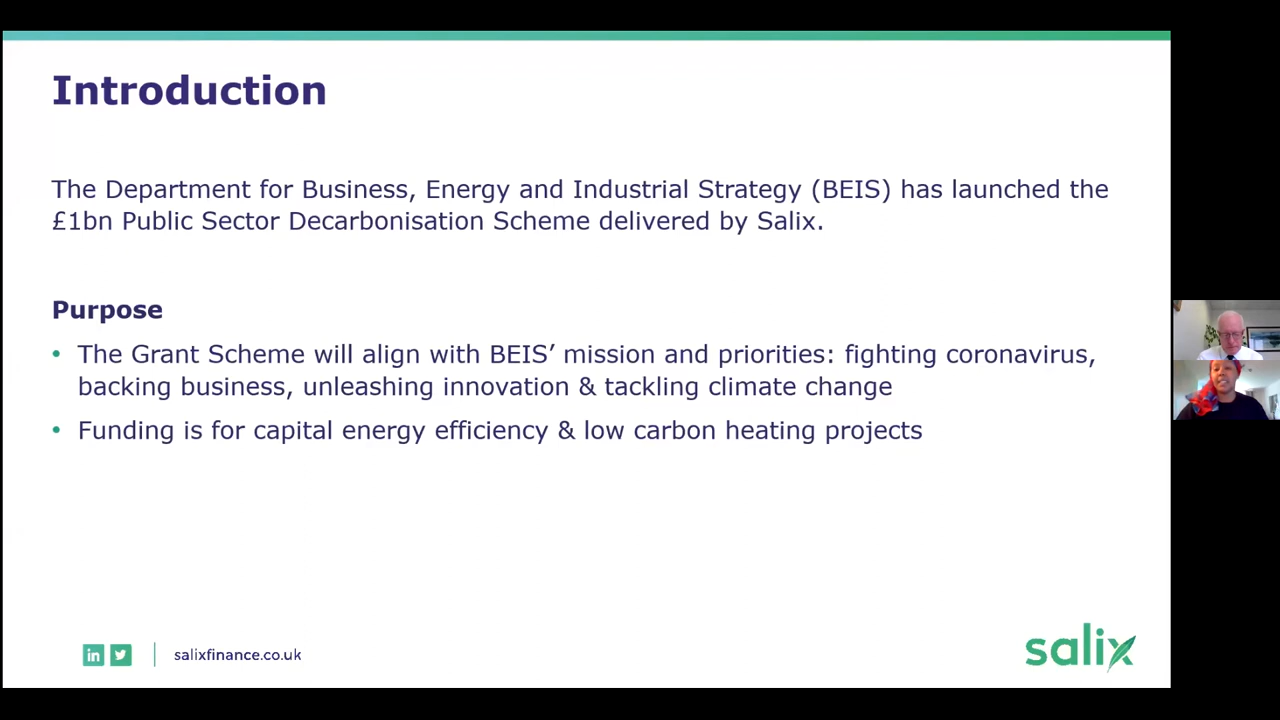 Introduction
The Department for Business, Energy and Industrial Strategy (BEIS) has launched the
£1bn Public Sector Decarbonisation Scheme delivered by Salix.
Purpose
• The Grant Scheme will align with BEIS’ mission and priorities: fighting coronavirus,
backing business, unleashing innovation & tackling climate change
• Funding is for capital energy efficiency & low carbon heating projects
in
salixfinance.co.uk
salix